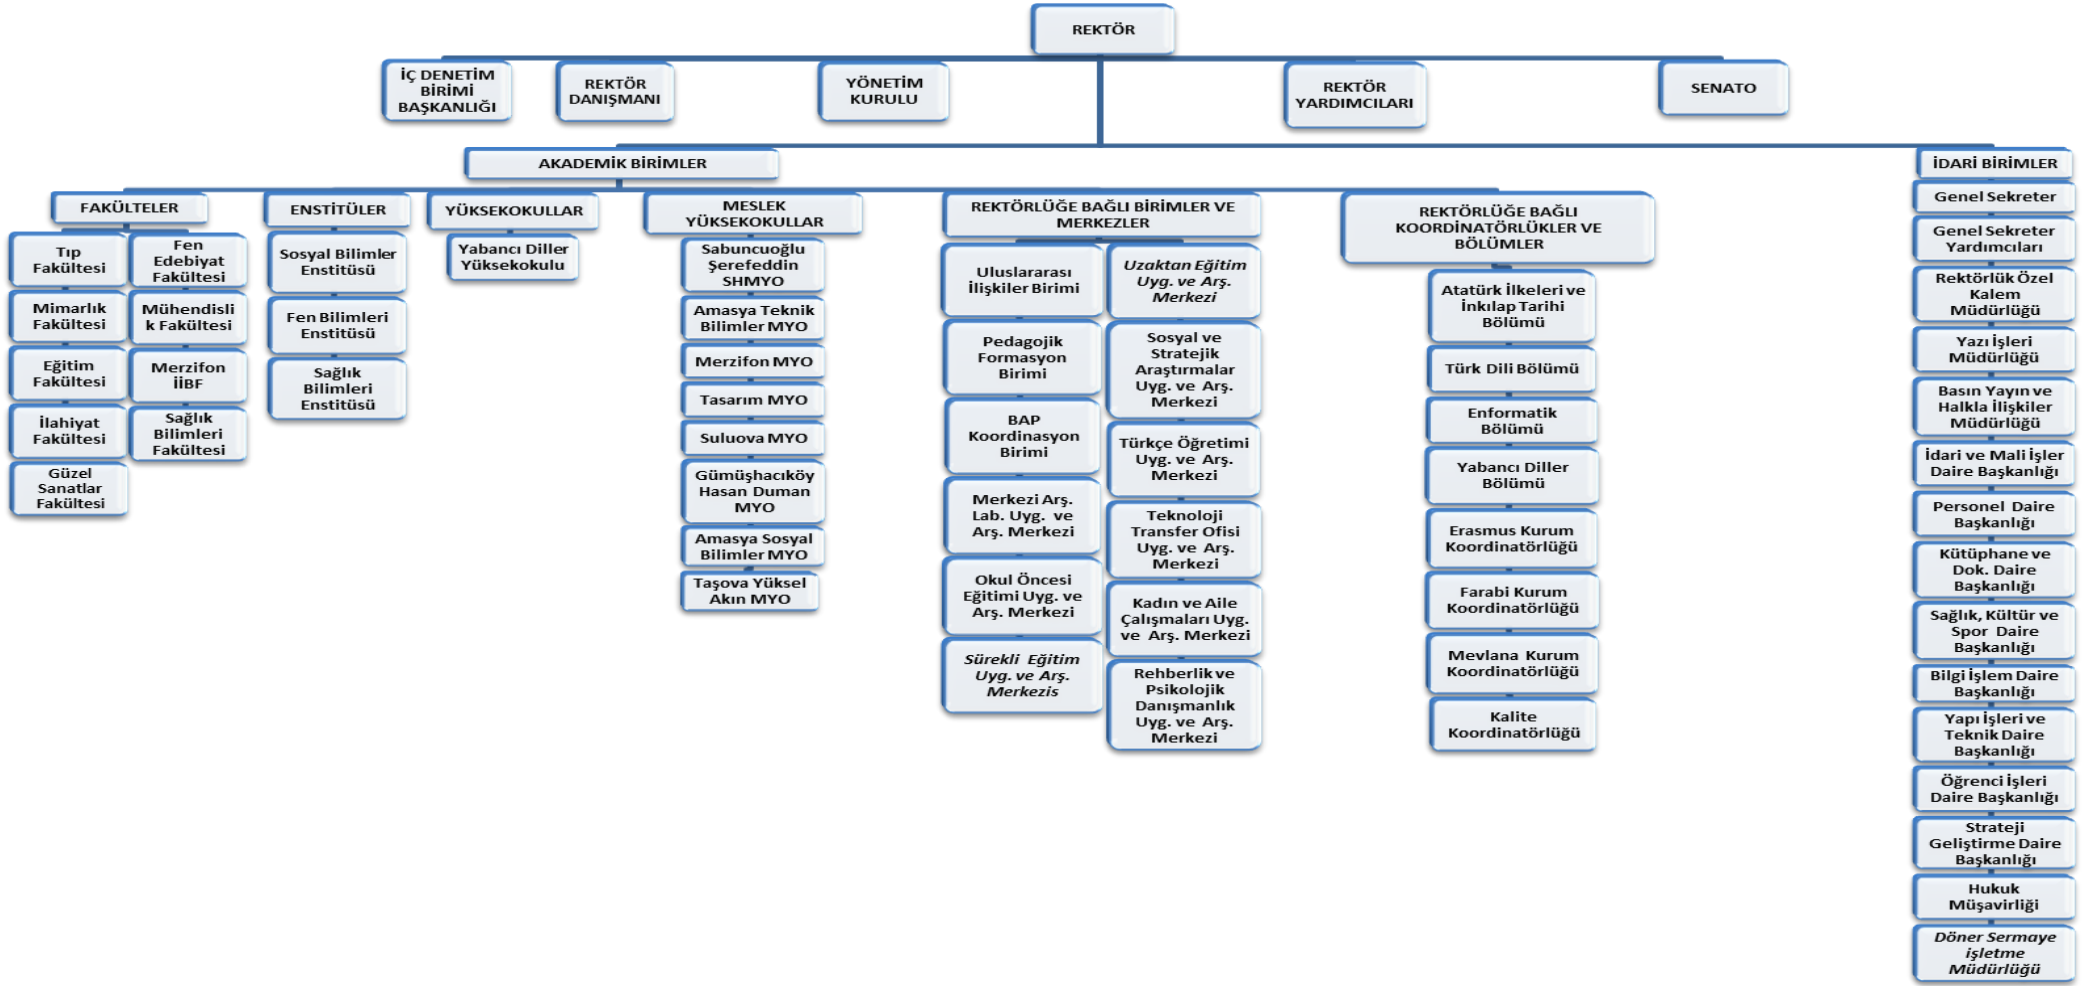 REKTÖR
İÇ DENETİM
BİRİMİ
BAŞKANLIĞI
REKTÖR
DANIŞMANI
YÖNETİM
KURULU
REKTÖR
YARDIMCILARI
SENATO
AKADEMİK BİRİMLER
İDARİ BİRİMLER
FAKÜLTELER
Tıp
Fakültesi
Mimarlık
Fakültesi
Eğitim
Fakültesi
İlahiyat
Fakültesi
Güzel
Sanatlar
Fakültesi
Fen
Edebiyat
Fakültesi
Mühendisli
k Fakültesi
Merzifon
İİBF
Sağlık
Bilimleri
Fakültesi
ENSTİTÜLER
Sosyal Bilimler
Enstitüsü
Fen Bilimleri
Enstitüsü
Sağlık
Bilimleri
Enstitüsü
YÜKSEKOKULLAR
Yabancı Diller
Yüksekokulu
MESLEK
YÜKSEKOKULLAR
Sabuncuoğlu
Şerefeddin
SHMYO
Amasya Teknik
Bilimler MYO
Merzifon MYO
Tasarım MYO
Suluova MYO
Gümüşhacıköy
Hasan Duman
MYO
Amasya Sosyal
Bilimler MYO
Taşova Yüksel
Akın MYO
REKTÖRLÜĞE BAĞLI BİRİMLER VE
MERKEZLER
Uluslararası
İlişkiler Birimi
Pedagojik
Formasyon
Birimi
BAP
Koordinasyon
Birimi
Merkezi Arş.
Lab. Uyg. ve
Arş. Merkezi
Okul Öncesi
Eğitimi Uyg. ve
Arş. Merkezi
Sürekli Eğitim
Uyg. ve Arş.
Merkezis
Uzaktan Eğitim
Uyg. ve Arş.
Merkezi
Sosyal ve
Stratejik
Araştırmalar
Uyg. ve Arş.
Merkezi
Türkçe Öğretimi
Uyg. ve Arş.
Merkezi
Teknoloji
Transfer Ofisi
Uyg. ve Arş.
Merkezi
Kadın ve Aile
Çalışmaları Uyg.
ve Arş. Merkezi
Rehberlik ve
Psikolojik
Danışmanlık
Uyg. ve Arş.
Merkezi
REKTÖRLÜĞE BAĞLI
KOORDİNATÖRLÜKLER VE
BÖLÜMLER
Atatürk İlkeleri ve
İnkılap Tarihi
Bölümü
Türk Dili Bölümü
Enformatik
Bölümü
Yabancı Diller
Bölümü
Erasmus Kurum
Koordinatörlüğü
Farabi Kurum
Koordinatörlüğü
Mevlana Kurum
Koordinatörlüğü
Kalite
Koordinatörlüğü
Genel Sekreter
Genel Sekreter
Yardımcıları
Rektörlük Özel
Kalem
Müdürlüğü
Yazı İşleri
Müdürlüğü
Basın Yayın ve
Halkla İlişkiler
Müdürlüğü
İdari ve Mali İşler
Daire Başkanlığı
Personel Daire
Başkanlığı
Kütüphane ve
Dok. Daire
Başkanlığı
Sağlık, Kültür ve
Spor Daire
Başkanlığı
Bilgi İşlem Daire
Başkanlığı
Yapı İşleri ve
Teknik Daire
Başkanlığı
Öğrenci İşleri
Daire Başkanlığı
Strateji
Geliştirme Daire
Başkanlığı
Hukuk
Müşavirliği
Döner Sermaye
işletme
Müdürlüğü